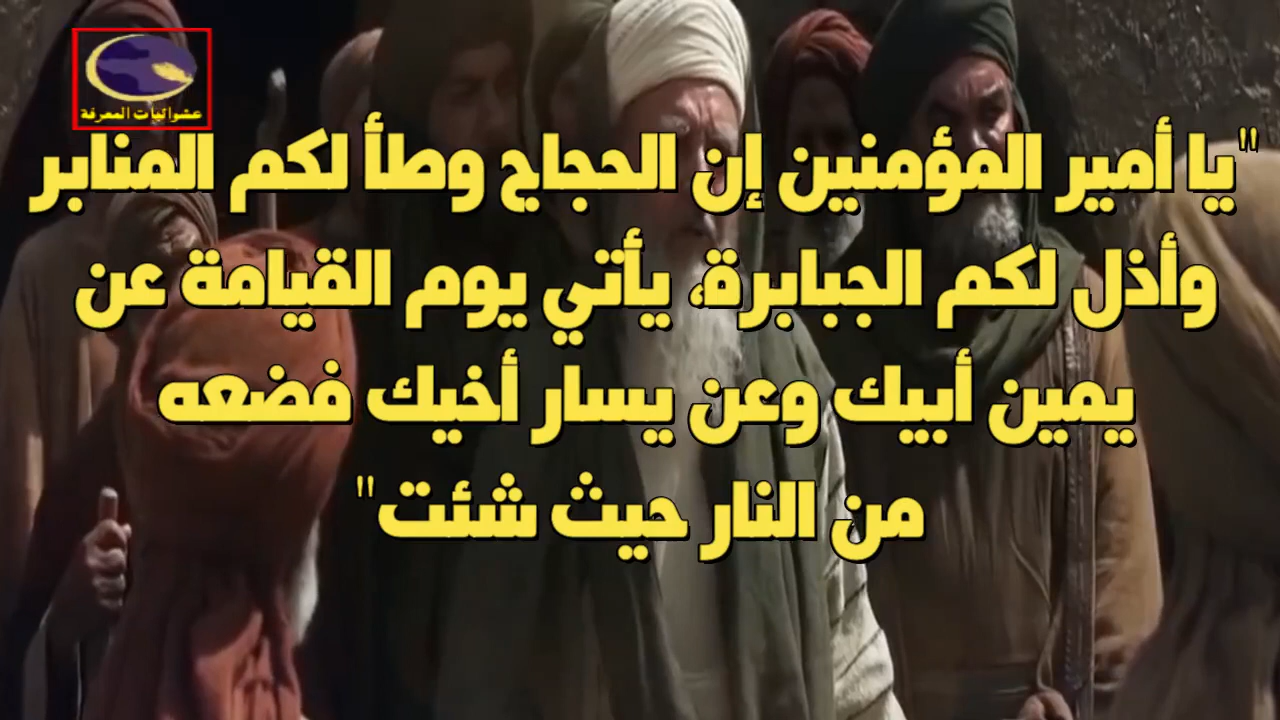 عشوائيات المعرفة
"يا أمير المؤمنين إن الحجاج وطأ لكم المنابر
وأذل لكم الجبابرة، يأتي يوم القيامة عن
يمين أبيك وعن يسار أخيك فضعه
من النار حيث شئت"